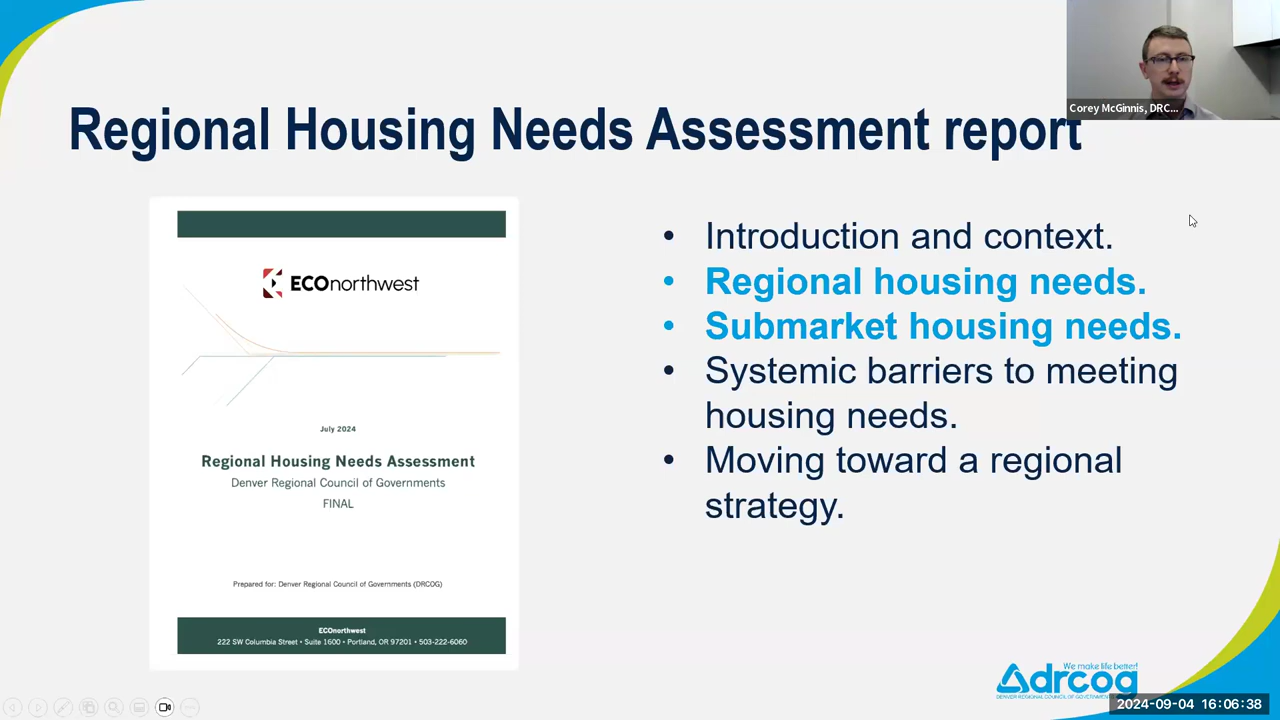 Corey McGinnis, DRC...
Regional Housing Needs Assessment report
ECOnorthwest
July 2024
Regional Housing Needs Assessment
Denver Regional Council of Governments
FINAL
Prepared for: Denver Regional Council of Governments (DRCOG)
ECOnorthwest
222 SW Columbia Street • Suite 1600 • Portland, OR 97201 • 503-222-6060
• Introduction and context.
• Regional housing needs.
• Submarket housing needs.
• Systemic barriers to meeting
housing needs.
• Moving toward a regional
strategy.
We make life better!
drcog
DENVER REGIONAL COUNCIL OF GOVERNMENTS
2024-09-04 16:06:38